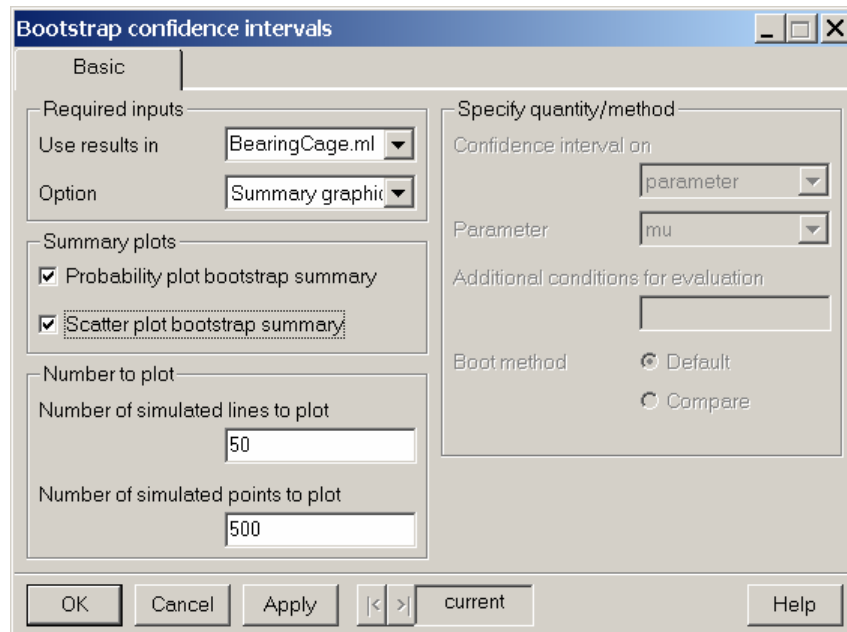 Bootstrap confidence intervals
Basic
Required inputs
Use results in BearingCage.ml
Option Summary graphic
Summary plots
Probability plot bootstrap summary
Scatter plot bootstrap summary
Number to plot
Number of simulated lines to plot
50
Number of simulated points to plot
500
Specify quantity/method
Confidence interval on
parameter
Parameter mu
Additional conditions for evaluation
Boot method Default
Compare
OK Cancel Apply |< >| current Help